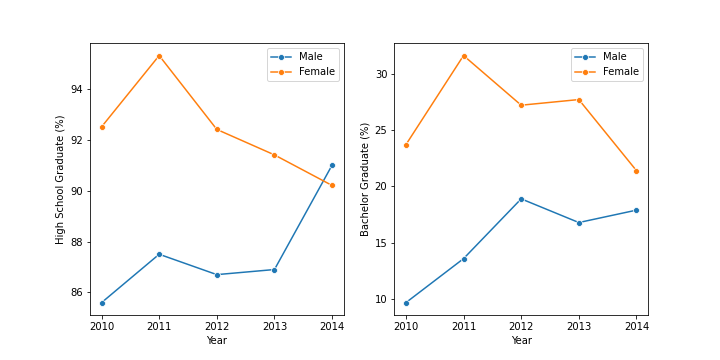 High School Graduate (%)
94
92
90
88
86
2010 2011 2012 2013 2014
Year
Male
Female
Bachelor Graduate (%)
30
25
20
15
10
2010 2011 2012 2013 2014
Year
Male
Female